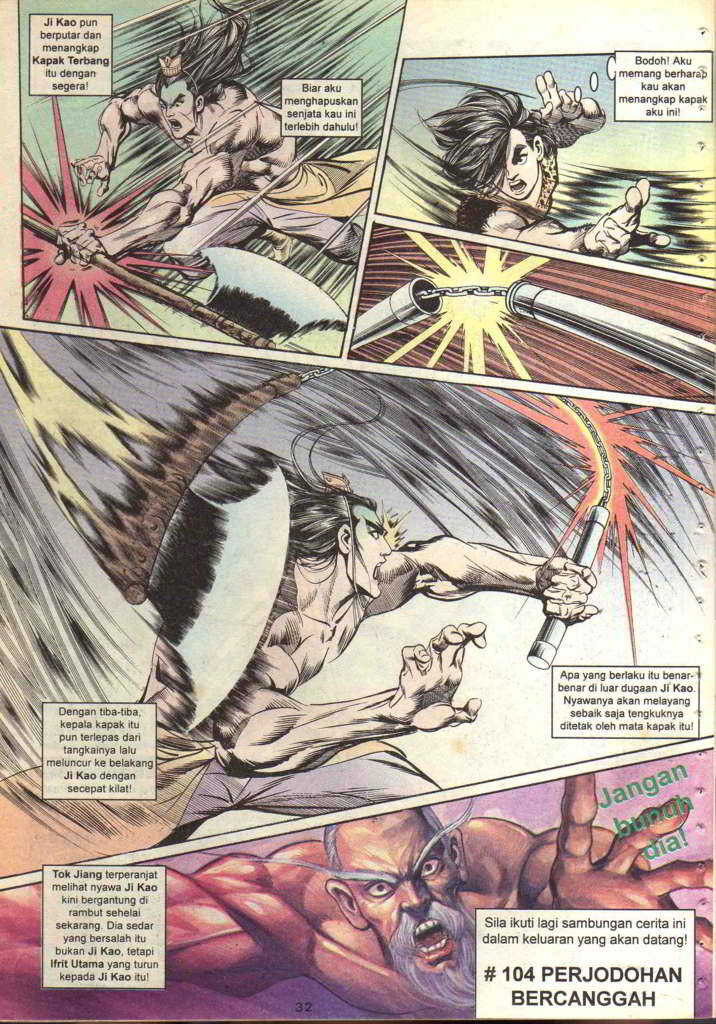 Ji Kao pun
berputar dan
menangkap
Kapak Terbang
itu dengan
segera!
Biar aku
menghapuskan
senjata kau ini
terlebih dahulu!
Bodoh! Aku
memang berharap
kau akan
menangkap kapak
aku ini!
Apa yang berlaku itu benar-
benar di luar dugaan Ji Kao.
Nyawanya akan melayang
sebaik saja tengkuknya
ditetak oleh mata kapak itu!
Dengan tiba-tiba,
kepala kapak itu
pun terlepas dari
tangkainya lalu
meluncur ke belakang
Ji Kao dengan
secepat kilat!
Jangan
bunuh
dia!
Tok Jiang terperanjat
melihat nyawa Ji Kao
kini bergantung di
rambut sehelai
sekarang. Dia sedar
yang bersalah itu
bukan Ji Kao, tetapi
Ifrit Utama yang turun
kepada Ji Kao itu!
Sila ikuti lagi sambungan cerita ini
dalam keluaran yang akan datang!
# 104 PERJODOHAN
BERCANGGAH
32